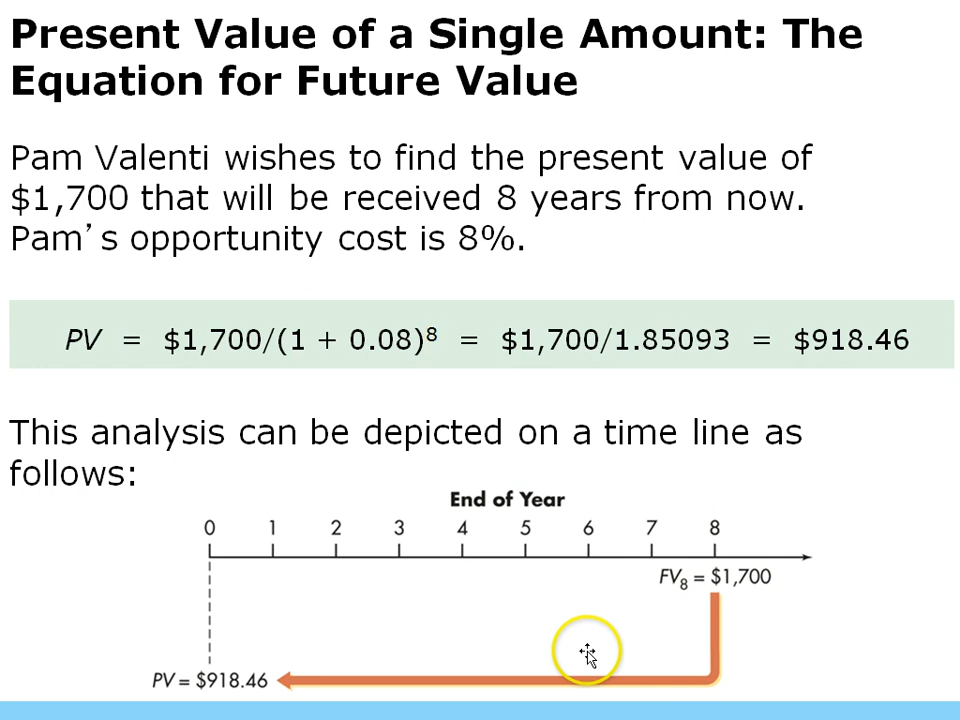 Present Value of a Single Amount: The
Equation for Future Value
Pam Valenti wishes to find the present value of
$1,700 that will be received 8 years from now.
Pam’s opportunity cost is 8%.
PV = $1,700/(1 + 0.08)⁸ = $1,700/1.85093 = $918.46
This analysis can be depicted on a time line as
follows:
End of Year
0 1 2 3 4 5 6 7 8
FV₈ = $1,700
PV = $918.46